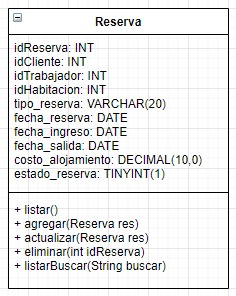 Reserva
idReserva: INT
idCliente: INT
idTrabajador: INT
idHabitacion: INT
tipo_reserva: VARCHAR(20)
fecha_reserva: DATE
fecha_ingreso: DATE
fecha_salida: DATE
costo_alojamiento: DECIMAL(10,0)
estado_reserva: TINYINT(1)
+ listar()
+ agregar(Reserva res)
+ actualizar(Reserva res)
+ eliminar(int idReserva)
+ listarBuscar(String buscar)